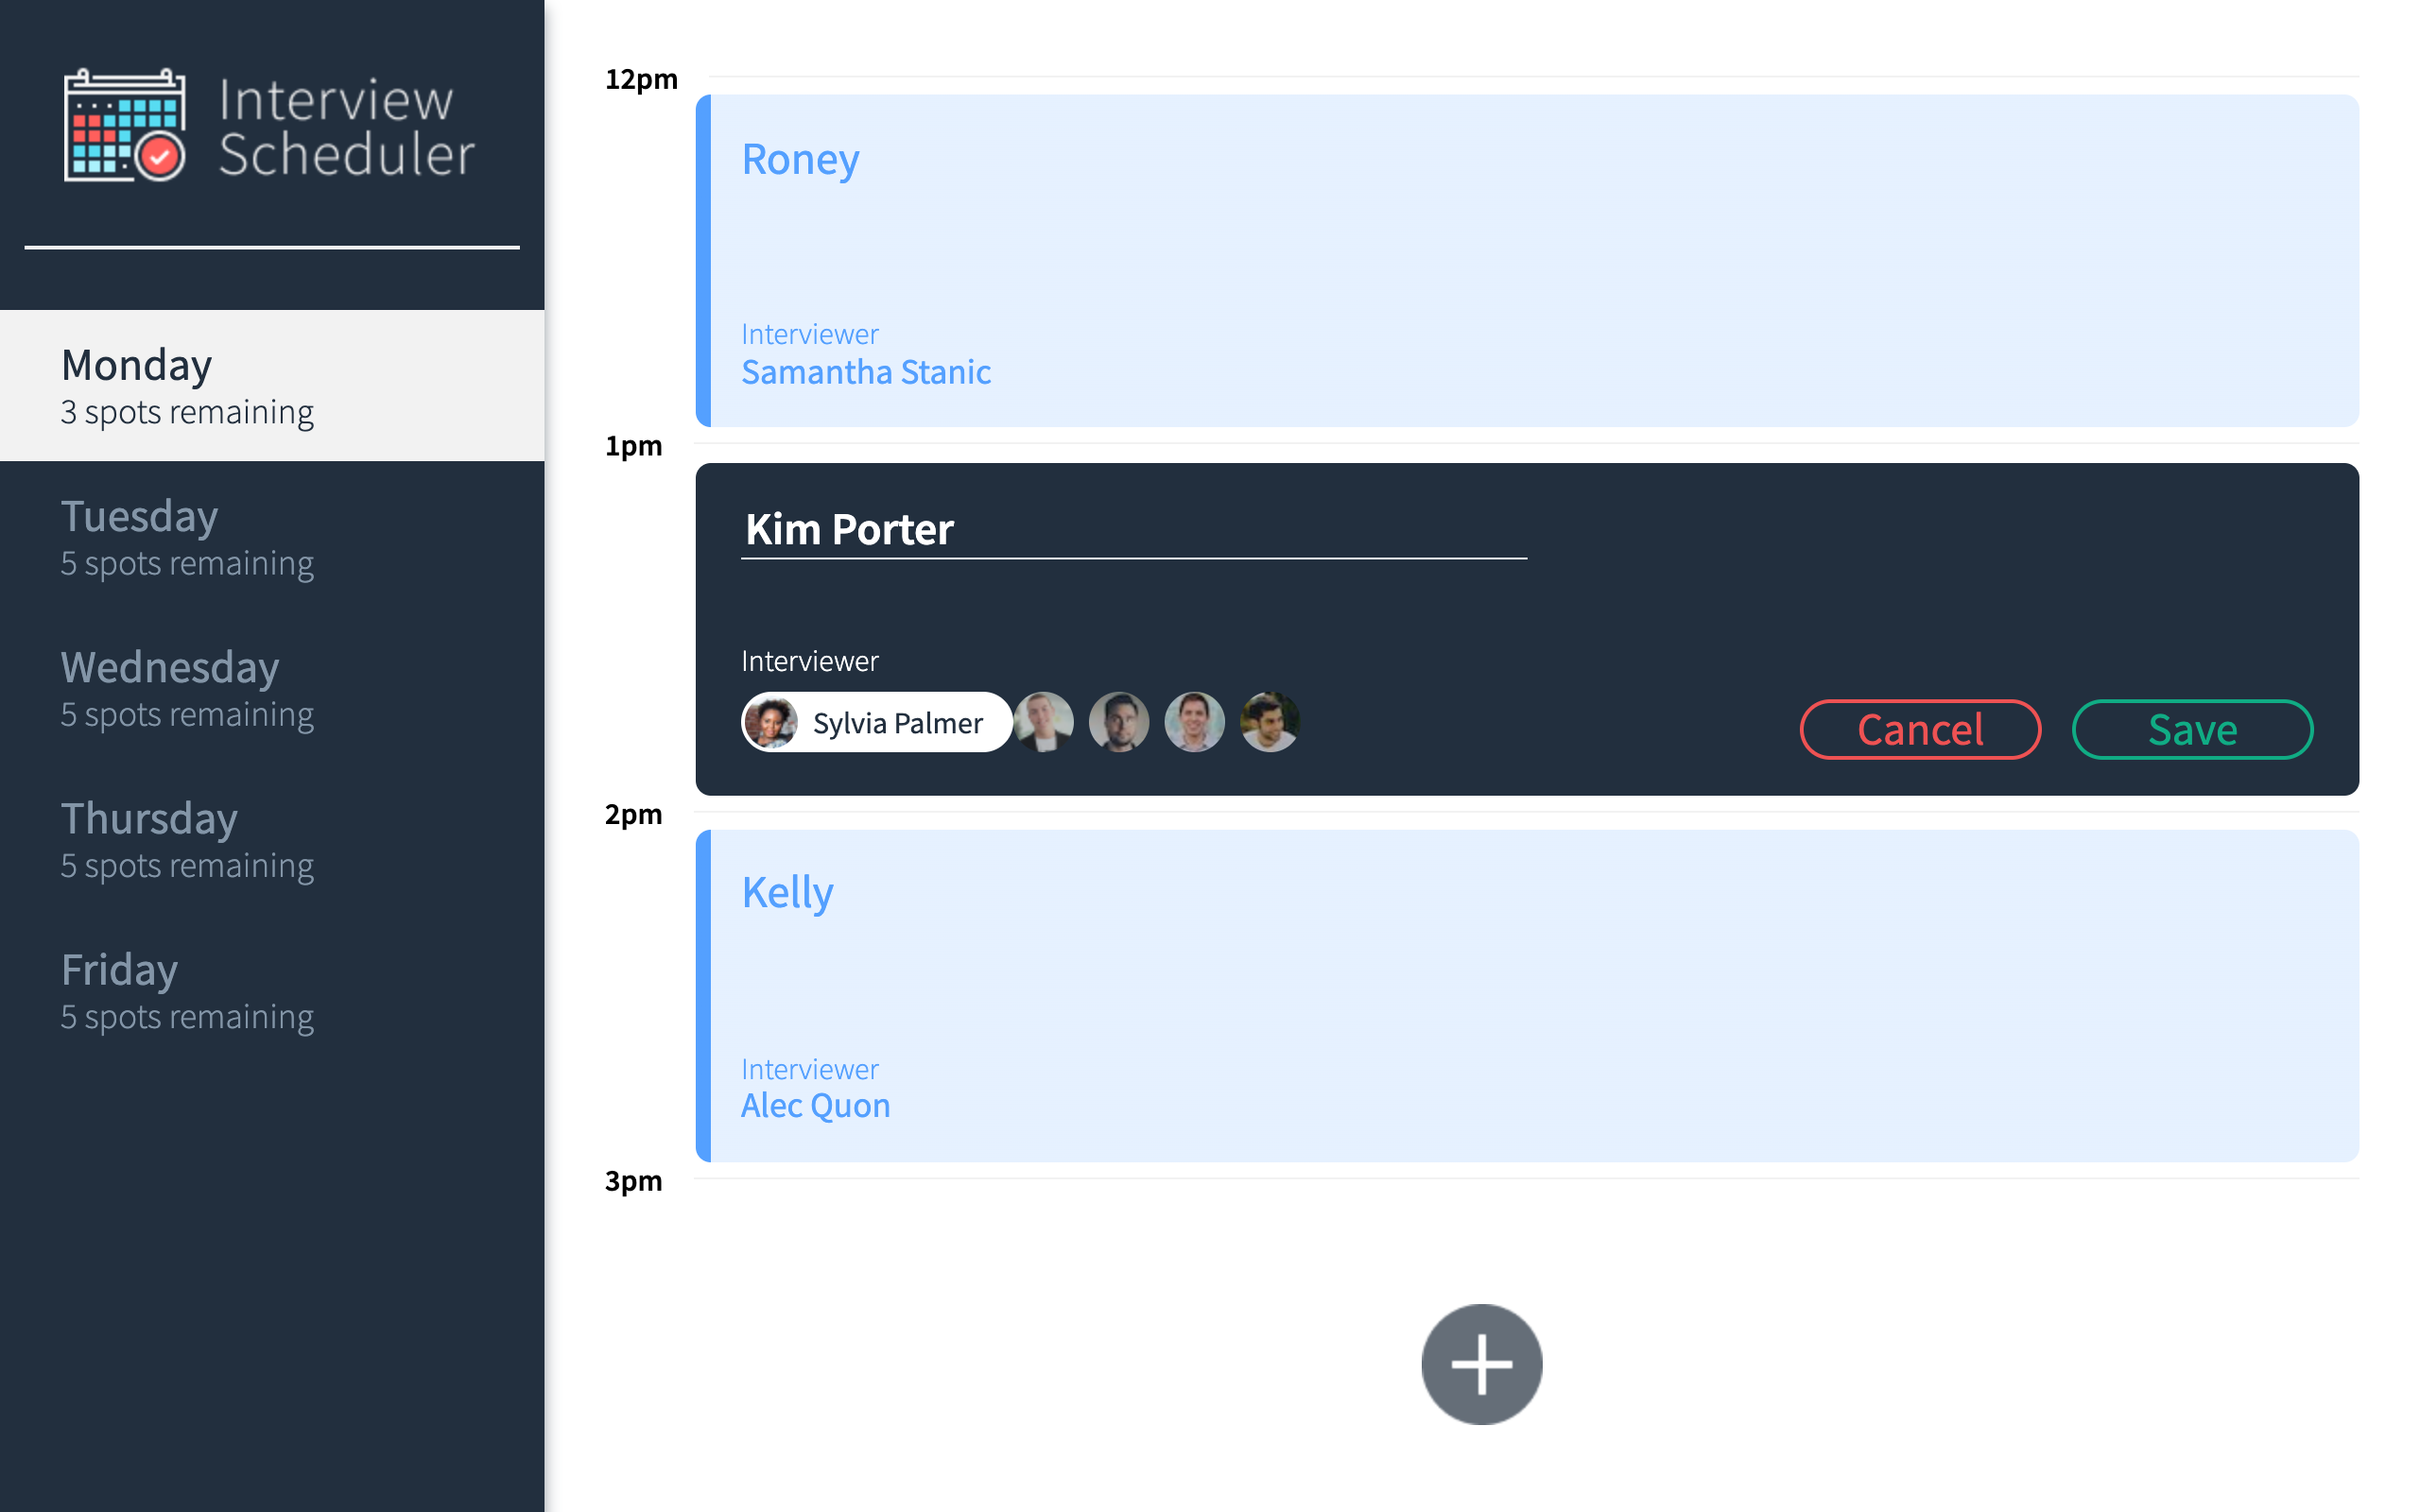 Interview
Scheduler
Monday
3 spots remaining
Tuesday
5 spots remaining
Wednesday
5 spots remaining
Thursday
5 spots remaining
Friday
5 spots remaining
12pm
Roney
Interviewer
Samantha Stanic
1pm
Kim Porter
Interviewer
Sylvia Palmer
Cancel
Save
2pm
Kelly
Interviewer
Alec Quon
3pm